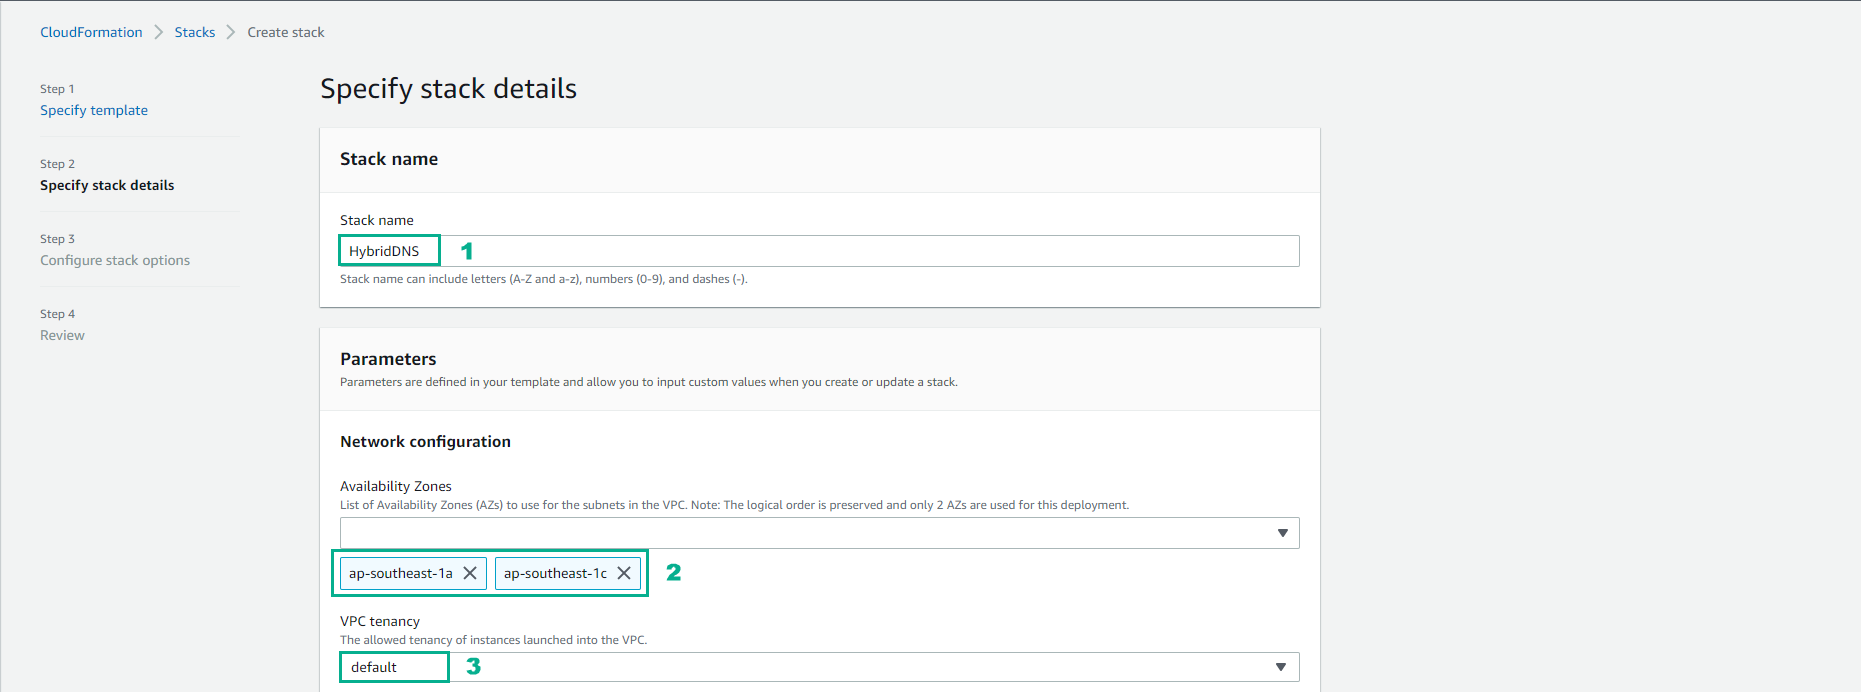 CloudFormation > Stacks > Create stack
Step 1
Specify template
Step 2
Specify stack details
Step 3
Configure stack options
Step 4
Review
Specify stack details
Stack name
Stack name
HybridDNS 1
Stack name can include letters (A-Z and a-z), numbers (0-9), and dashes (-).
Parameters
Parameters are defined in your template and allow you to input custom values when you create or update a stack.
Network configuration
Availability Zones
List of Availability Zones (AZs) to use for the subnets in the VPC. Note: The logical order is preserved and only 2 AZs are used for this deployment.
ap-southeast-1a ap-southeast-1c 2
VPC tenancy
The allowed tenancy of instances launched into the VPC.
default 3